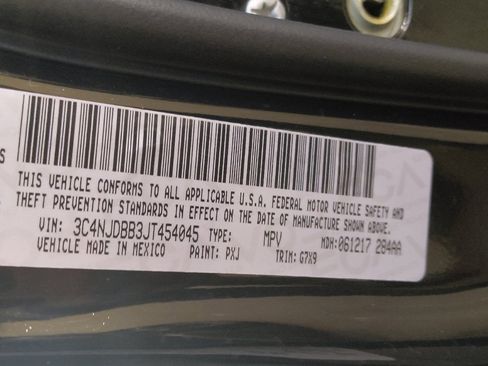 S
THIS VEHICLE CONFORMS TO ALL APPLICABLE U.S.A. FEDERAL MOTOR VEHICLE SAFETY AND
THEFT PREVENTION STANDARDS IN EFFECT ON THE DATE OF MANUFACTURE SHOWN ABOVE.
VIN: 3C4NJDBB3JT454045 TYPE: MPV MDH:061217 284AA
VEHICLE MADE IN MEXICO PAINT: PXJ TRIM: G7X9